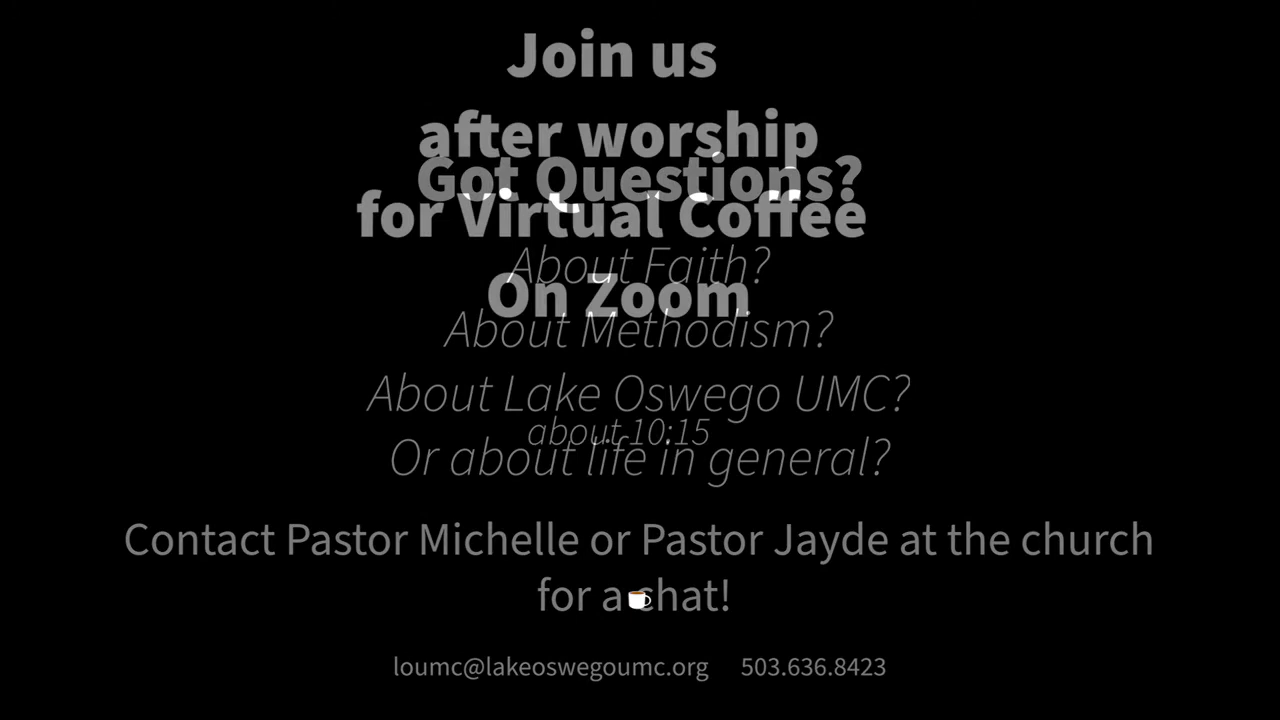 Join us
after worship
Got Questions?
for Virtual Coffee
About Faith?
On Zoom
About Methodism?
About Lake Oswego UMC?
about 10:15
Or about life in general?
Contact Pastor Michelle or Pastor Jayde at the church
for a chat!
loumc@lakeoswegoumc.org 503.636.8423